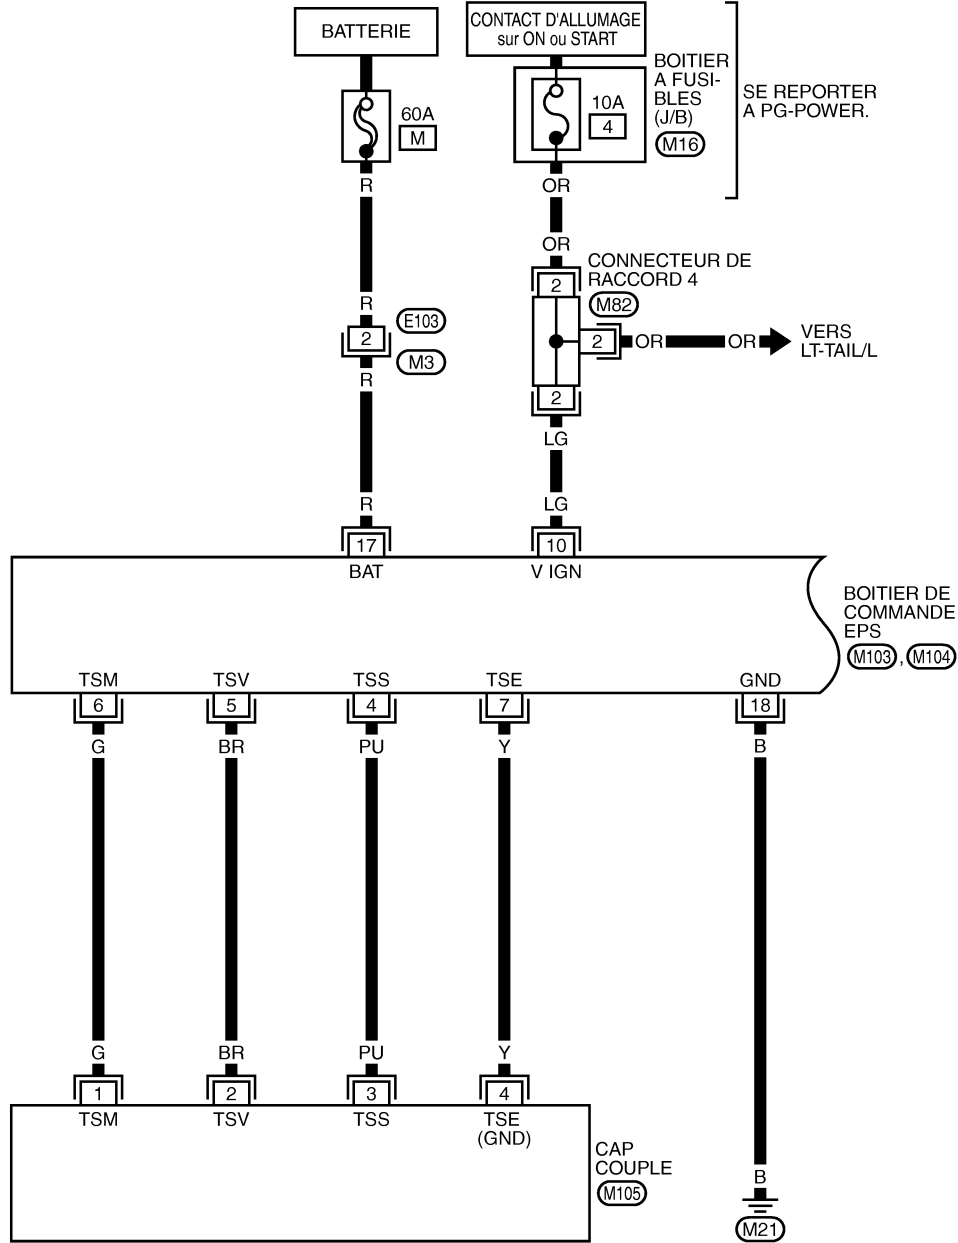 BATTERIE
CONTACT D'ALLUMAGE
sur ON ou START
60A
M
10A
4
BOITIER
A FUSI-
BLES
(J/B)
M16
SE REPORTER
A PG-POWER.
R
OR
R
OR
2
CONNECTEUR DE
RACCORD 4
M82
E103
2
M3
R
2
OR
OR
VERS
LT-TAIL/L
2
LG
R
LG
17
10
BAT
V IGN
BOITIER DE
COMMANDE
EPS
M103 , M104
TSM
TSV
TSS
TSE
GND
6
5
4
7
18
G
BR
PU
Y
B
G
BR
PU
Y
1
2
3
4
TSM
TSV
TSS
TSE
(GND)
CAP
COUPLE
M105
B
M21